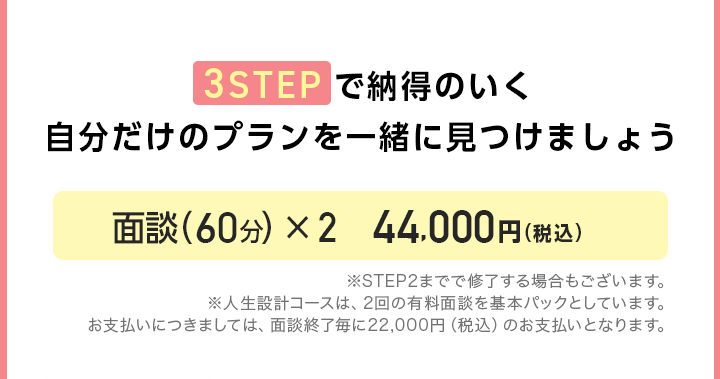 3STEPで納得のいく
自分だけのプランを一緒に見つけましょう
面談(60分)×2 44,000円(税込)
※STEP2までで修了する場合もございます。
※人生設計コースは、2回の有料面談を基本パックとしています。
お支払いにつきましては、面談終了毎に22,000円（税込）のお支払いとなります。